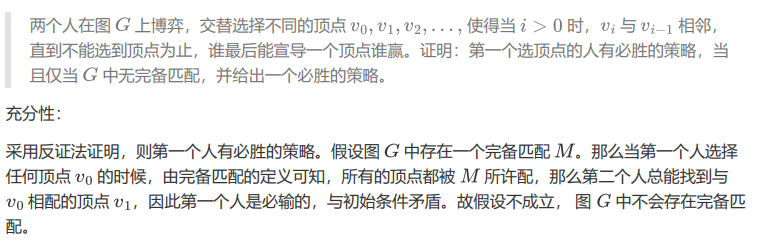 两个人在图 G 上博弈，交替选择不同的顶点 v₀, v₁, v₂, ..., 使得当 i > 0 时，vᵢ 与 vᵢ₋₁ 相邻，
直到不能选到顶点为止，谁最后能宣导一个顶点谁赢。证明：第一个选顶点的人有必胜的策略，当
且仅当 G 中无完备匹配，并给出一个必胜的策略。
充分性：
采用反证法证明，则第一个人有必胜的策略。假设图 G 中存在一个完备匹配 M。那么当第一个人选择
任何顶点 v₀ 的时候，由完备匹配的定义可知，所有的顶点都被 M 所许配，那么第二个人总能找到与
v₀ 相配的顶点 v₁，因此第一个人是必输的，与初始条件矛盾。故假设不成立， 图 G 中不会存在完备匹
配。